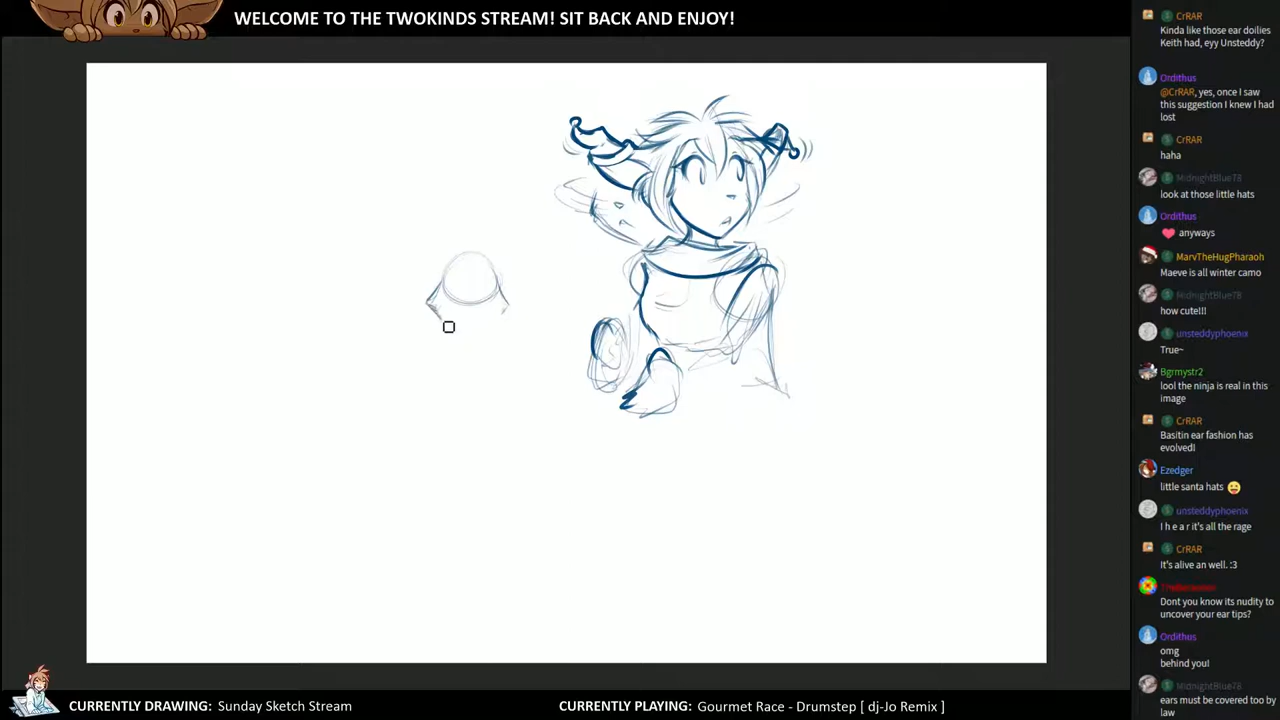 WELCOME TO THE TWOKINDS STREAM! SIT BACK AND ENJOY!
CrRAR
Kinda like those ear doilies
Keith had, eyy Unsteddy?
Ordithus
@CrRAR, yes, once I saw
this suggestion I knew I had
lost
CrRAR
haha
MidnightBlue78
look at those little hats
Ordithus
anyways
MarvTheHugPharaoh
Maeve is all winter camo
MidnightBlue78
how cute!!!
unsteddyphoenix
True~
Bgrmystr2
lool the ninja is real in this
image
CrRAR
Basitin ear fashion has
evolved!
Ezedger
little santa hats
unsteddyphoenix
I h e a r it's all the rage
CrRAR
It's alive an well. :3
Dont you know its nudity to
uncover your ear tips?
Ordithus
omg
behind you!
MidnightBlue78
ears must be covered too by
law
CURRENTLY DRAWING: Sunday Sketch Stream
CURRENTLY PLAYING: Gourmet Race - Drumstep [ dj-Jo Remix ]